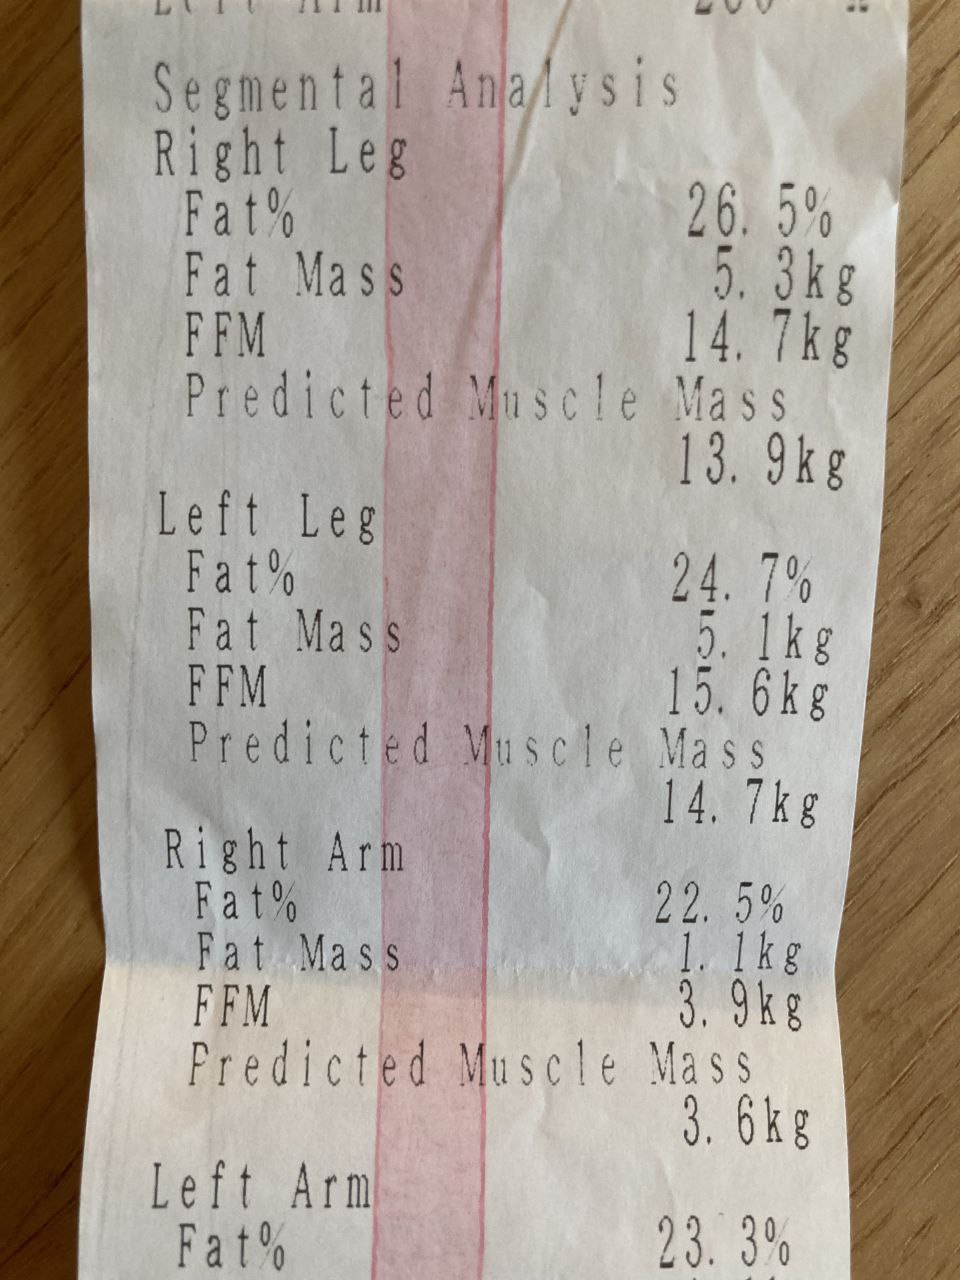 Left Arm
Segmental Analysis
Right Leg
Fat% 26.5%
Fat Mass 5.3kg
FFM 14.7kg
Predicted Muscle Mass
13.9kg
Left Leg
Fat% 24.7%
Fat Mass 5.1kg
FFM 15.6kg
Predicted Muscle Mass
14.7kg
Right Arm
Fat% 22.5%
Fat Mass 1.1kg
FFM 3.9kg
Predicted Muscle Mass
3.6kg
Left Arm
Fat% 23.3%